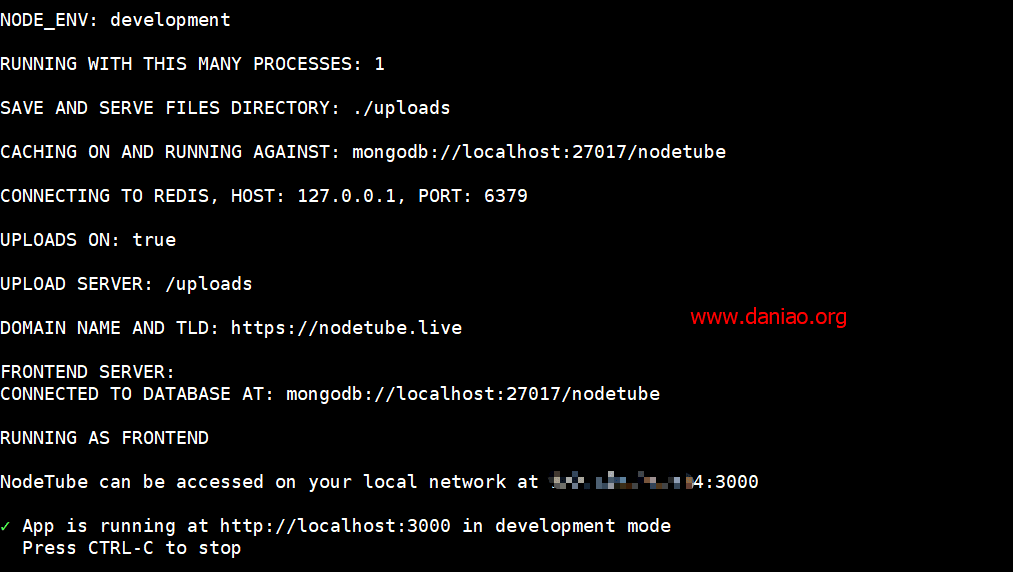 NODE_ENV: development
RUNNING WITH THIS MANY PROCESSES: 1
SAVE AND SERVE FILES DIRECTORY: ./uploads
CACHING ON AND RUNNING AGAINST: mongodb://localhost:27017/nodetube
CONNECTING TO REDIS, HOST: 127.0.0.1, PORT: 6379
UPLOADS ON: true
UPLOAD SERVER: /uploads
DOMAIN NAME AND TLD: https://nodetube.live
www.daniao.org
FRONTEND SERVER:
CONNECTED TO DATABASE AT: mongodb://localhost:27017/nodetube
RUNNING AS FRONTEND
NodeTube can be accessed on your local network at 4:3000
✓ App is running at http://localhost:3000 in development mode
Press CTRL-C to stop